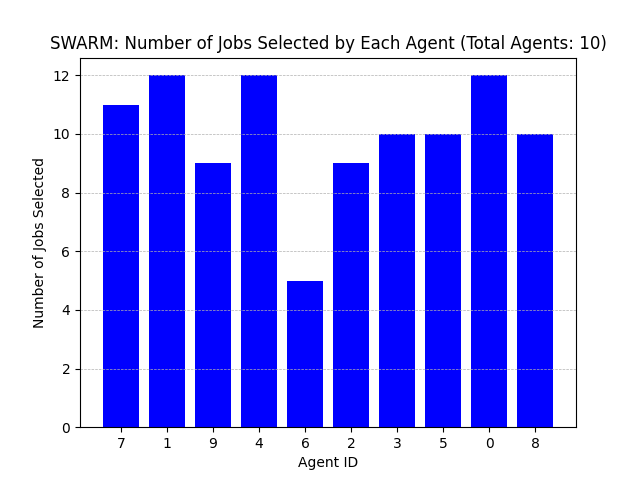 SWARM: Number of Jobs Selected by Each Agent (Total Agents: 10)
12
10
8
6
4
2
0
Number of Jobs Selected
7 1 9 4 6 2 3 5 0 8
Agent ID